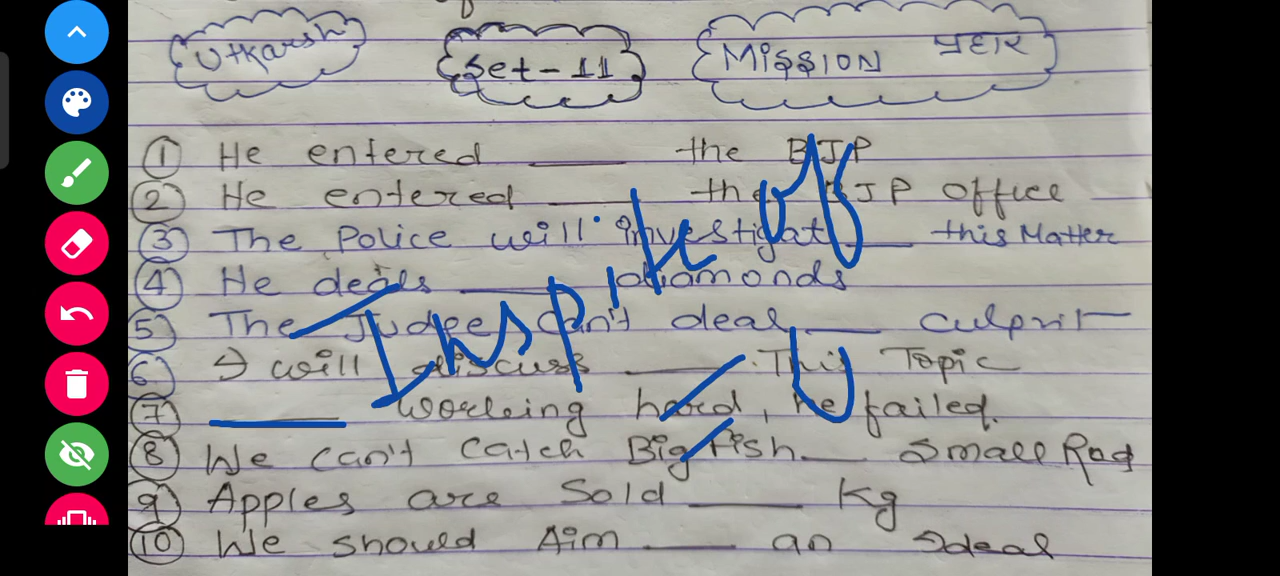 Utkarsh Set-11 MISSION प्रहार
① He entered ____ the BJP
② He entered ____ the BJP office
③ The Police will investigate ____ this Matter
④ He deals ____ diamonds
⑤ The Judge can't deal ____ culprit
⑥ I will discuss ____ This Topic
⑦ ____ working hard, he failed.
⑧ We can't catch Big fish ____ Small Rod
⑨ Apples are Sold ____ Kg
⑩ We should Aim ____ an Ideal
Inspite of